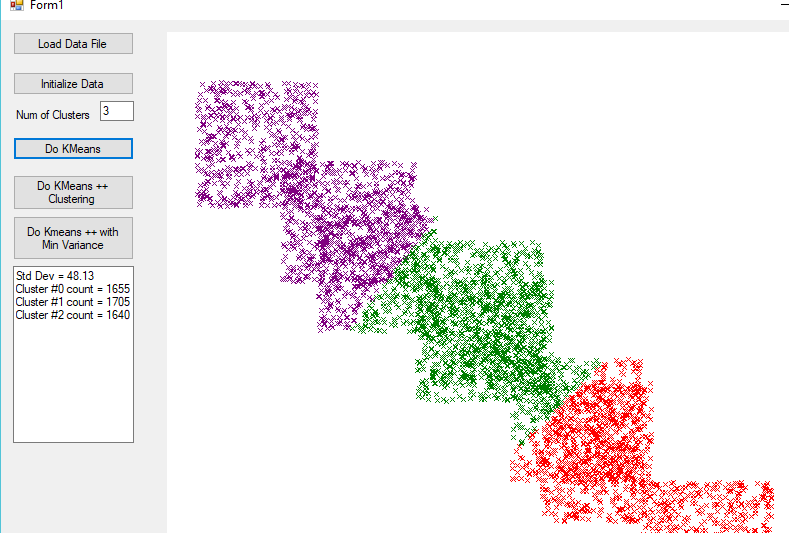 Form1
Load Data File
Initialize Data
Num of Clusters 3
Do KMeans
Do KMeans ++
Clustering
Do Kmeans ++ with
Min Variance
Std Dev = 48.13
Cluster #0 count = 1655
Cluster #1 count = 1705
Cluster #2 count = 1640